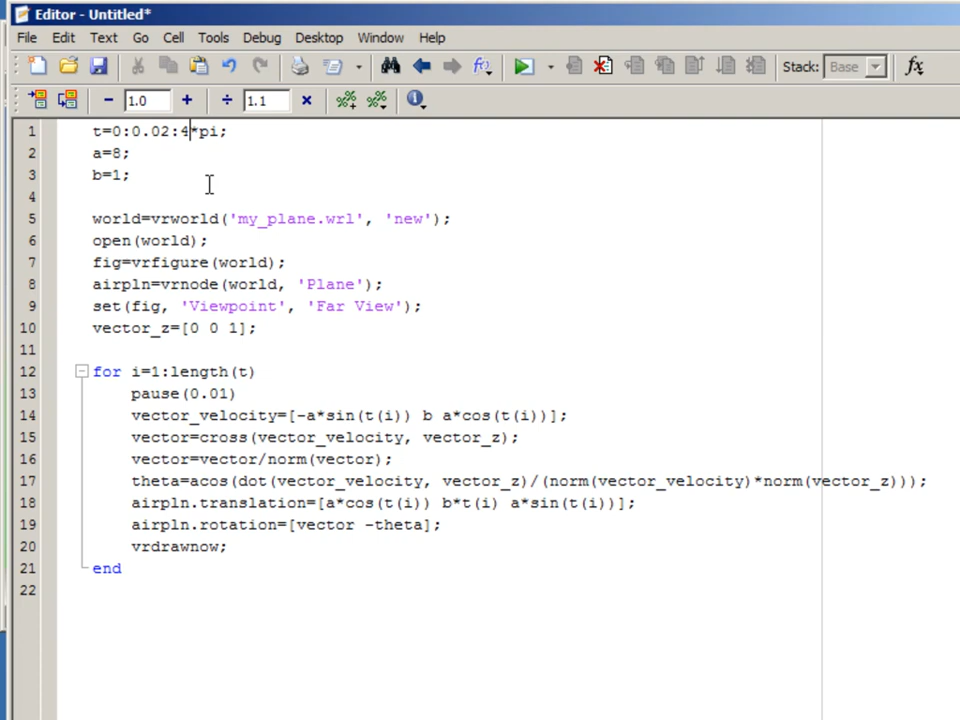 Editor - Untitled*
File Edit Text Go Cell Tools Debug Desktop Window Help
Stack: Base fx
- 1.0 + ÷ 1.1 ×
1 t=0:0.02:4*pi;
2 a=8;
3 b=1;
4
5 world=vrworld('my_plane.wrl', 'new');
6 open(world);
7 fig=vrfigure(world);
8 airpln=vrnode(world, 'Plane');
9 set(fig, 'Viewpoint', 'Far View');
10 vector_z=[0 0 1];
11
12 for i=1:length(t)
13 pause(0.01)
14 vector_velocity=[-a*sin(t(i)) b a*cos(t(i))];
15 vector=cross(vector_velocity, vector_z);
16 vector=vector/norm(vector);
17 theta=acos(dot(vector_velocity, vector_z)/(norm(vector_velocity)*norm(vector_z)));
18 airpln.translation=[a*cos(t(i)) b*t(i) a*sin(t(i))];
19 airpln.rotation=[vector -theta];
20 vrdrawnow;
21 end
22